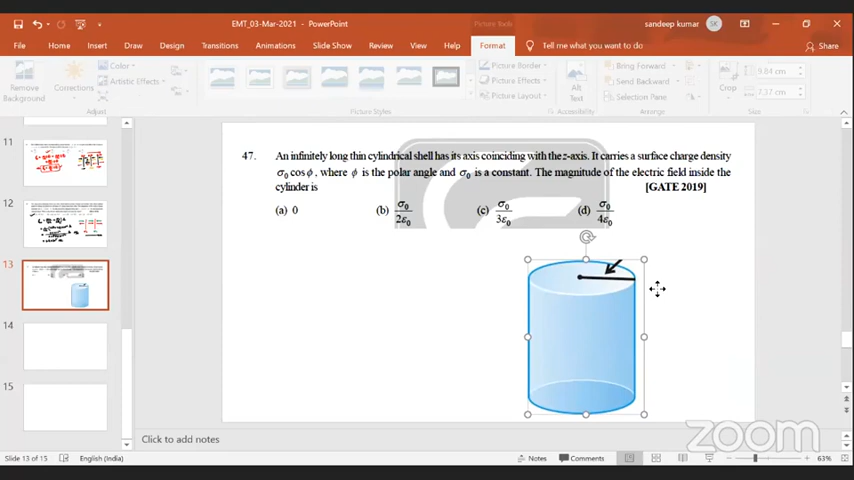 EMT_03-Mar-2021 - PowerPoint
Picture Tools
sandeep kumar
SK
File Home Insert Draw Design Transitions Animations Slide Show Review View Help Format Tell me what you want to do Share
Remove Background
Corrections
Color
Artistic Effects
Picture Border
Picture Effects
Picture Layout
Alt Text
Bring Forward
Send Backward
Selection Pane
Crop
9.84 cm
7.37 cm
Adjust
Picture Styles
Accessibility
Arrange
Size
11
12
13
14
15
47. An infinitely long thin cylindrical shell has its axis coinciding with the z-axis. It carries a surface charge density
σ₀ cos ϕ, where ϕ is the polar angle and σ₀ is a constant. The magnitude of the electric field inside the
cylinder is [GATE 2019]
(a) 0 (b) σ₀/2ε₀ (c) σ₀/3ε₀ (d) σ₀/4ε₀
zoom
Click to add notes
Slide 13 of 15 English (India) Notes Comments 63%